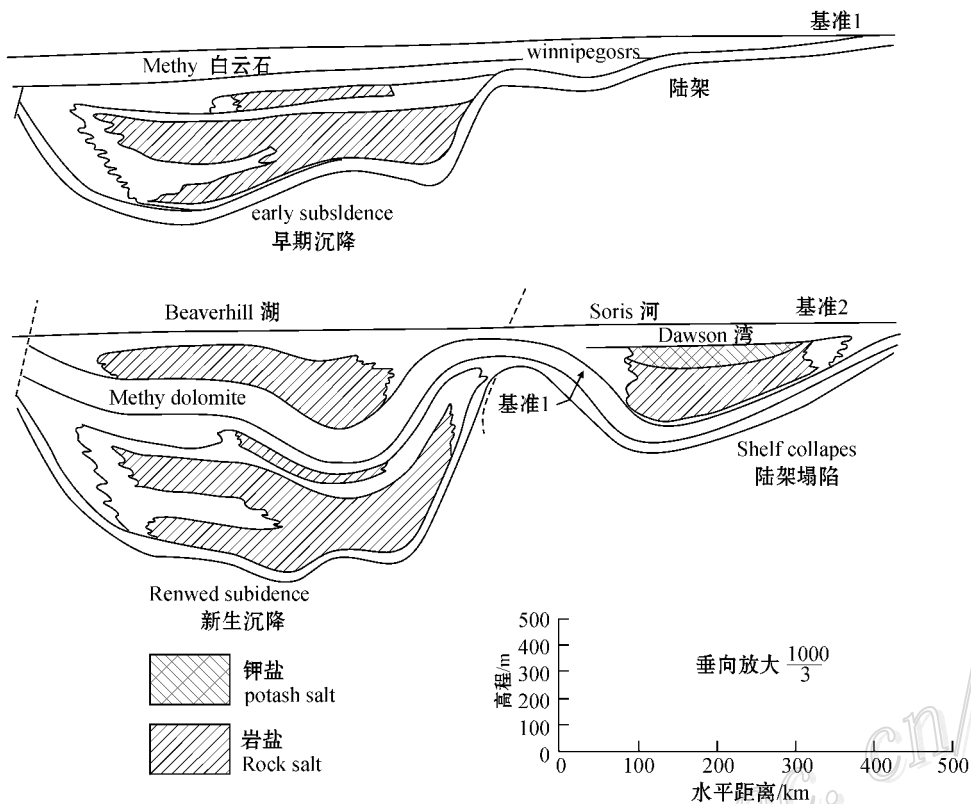 基准1
Methy 白云石
winnipegosrs
陆架
early subsldence
早期沉降
Beaverhill 湖
Soris 河
基准2
Dawson 湾
Methy dolomite
基准1
Shelf collapes
陆架塌陷
Renwed subidence
新生沉降
钾盐
potash salt
岩盐
Rock salt
高程/m
500
400
300
200
100
0
垂向放大 1000/3
0 100 200 300 400 500
水平距离/km